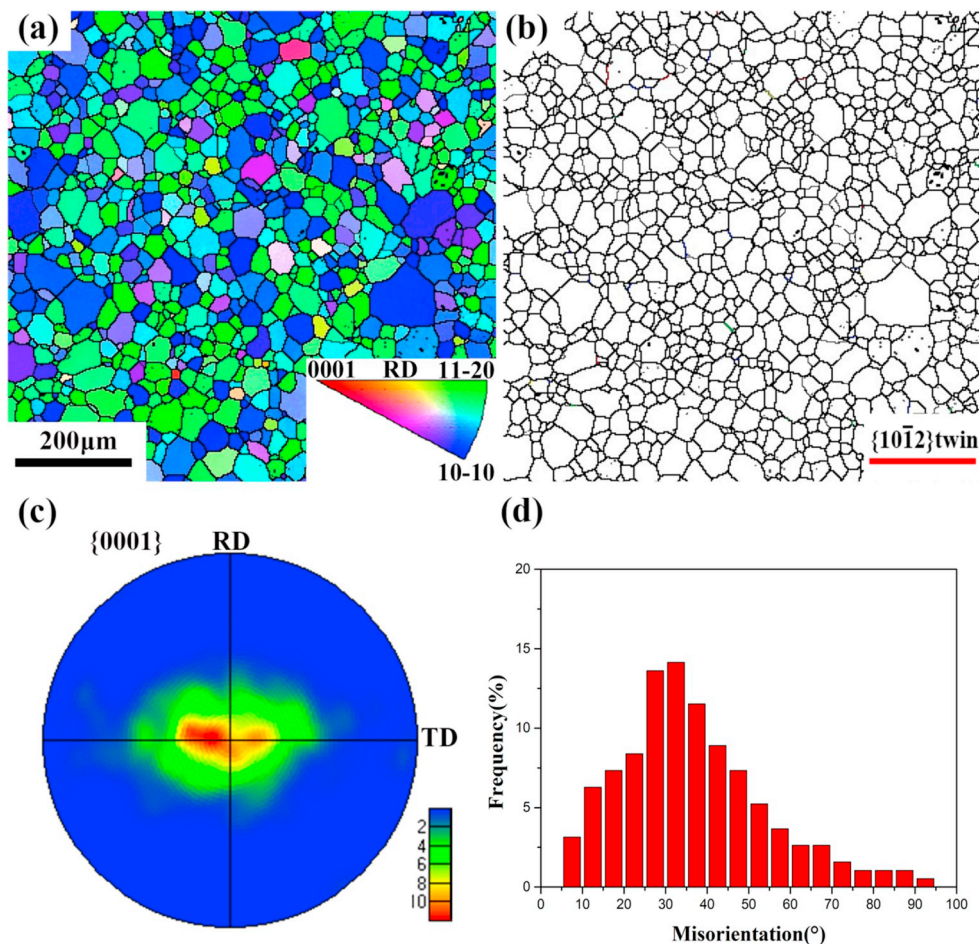 (a)
0001 RD 11-20
10-10
200μm
(b)
{101̄2}twin
(c)
{0001} RD
TD
2
4
6
8
10
(d)
20
15
10
5
0
Frequency(%)
0 10 20 30 40 50 60 70 80 90 100
Misorientation(°)